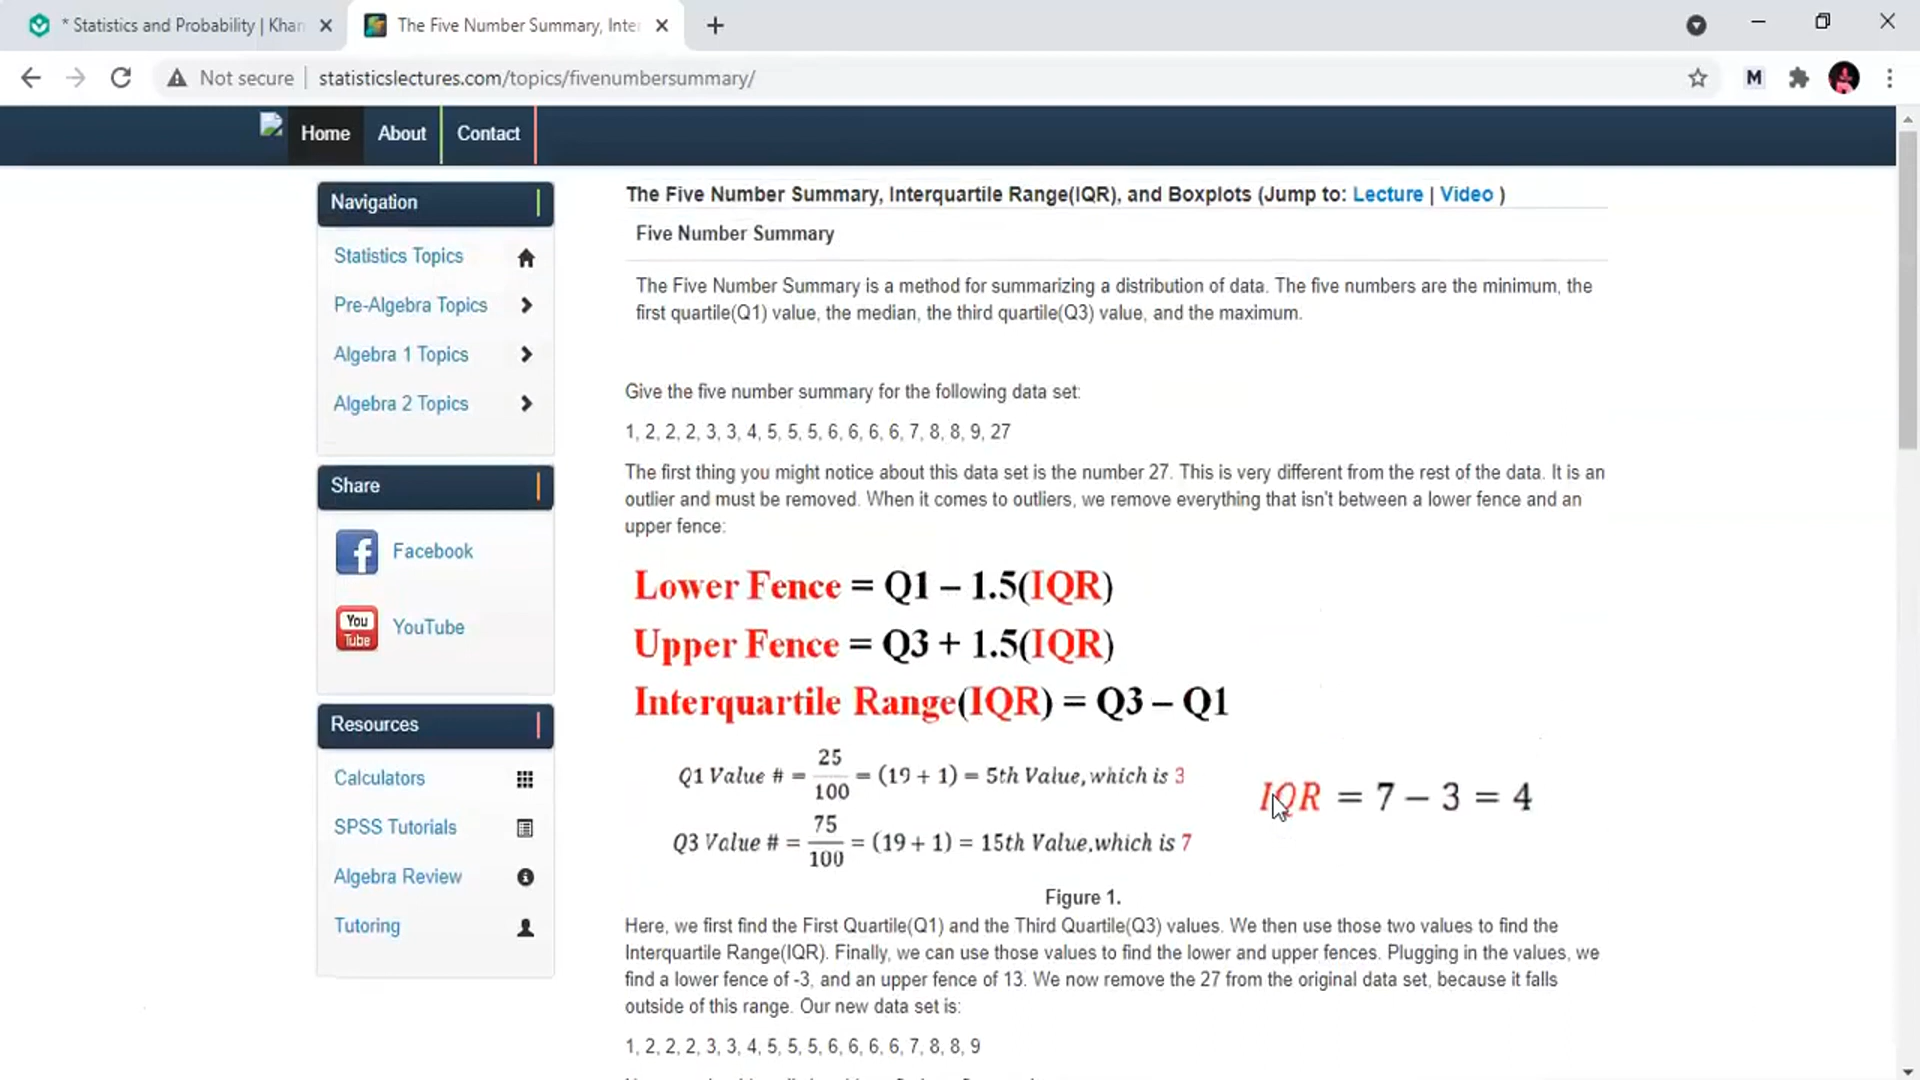 * Statistics and Probability | Khan
The Five Number Summary, Inte
Not secure
statisticslectures.com/topics/fivenumbersummary/
M
Home
About
Contact
Navigation
Statistics Topics
Pre-Algebra Topics
Algebra 1 Topics
Algebra 2 Topics
Share
Facebook
You Tube
YouTube
Resources
Calculators
SPSS Tutorials
Algebra Review
Tutoring
The Five Number Summary, Interquartile Range(IQR), and Boxplots (Jump to: Lecture | Video )
Five Number Summary
The Five Number Summary is a method for summarizing a distribution of data. The five numbers are the minimum, the
first quartile(Q1) value, the median, the third quartile(Q3) value, and the maximum.
Give the five number summary for the following data set:
1, 2, 2, 2, 3, 3, 4, 5, 5, 5, 6, 6, 6, 6, 7, 8, 8, 9, 27
The first thing you might notice about this data set is the number 27. This is very different from the rest of the data. It is an
outlier and must be removed. When it comes to outliers, we remove everything that isn't between a lower fence and an
upper fence:
Lower Fence = Q1 – 1.5(IQR)
Upper Fence = Q3 + 1.5(IQR)
Interquartile Range(IQR) = Q3 – Q1
Q1 Value # = 25/100 = (19 + 1) = 5th Value, which is 3
Q3 Value # = 75/100 = (19 + 1) = 15th Value, which is 7
IQR = 7 − 3 = 4
Figure 1.
Here, we first find the First Quartile(Q1) and the Third Quartile(Q3) values. We then use those two values to find the
Interquartile Range(IQR). Finally, we can use those values to find the lower and upper fences. Plugging in the values, we
find a lower fence of -3, and an upper fence of 13. We now remove the 27 from the original data set, because it falls
outside of this range. Our new data set is:
1, 2, 2, 2, 3, 3, 4, 5, 5, 5, 6, 6, 6, 6, 7, 8, 8, 9